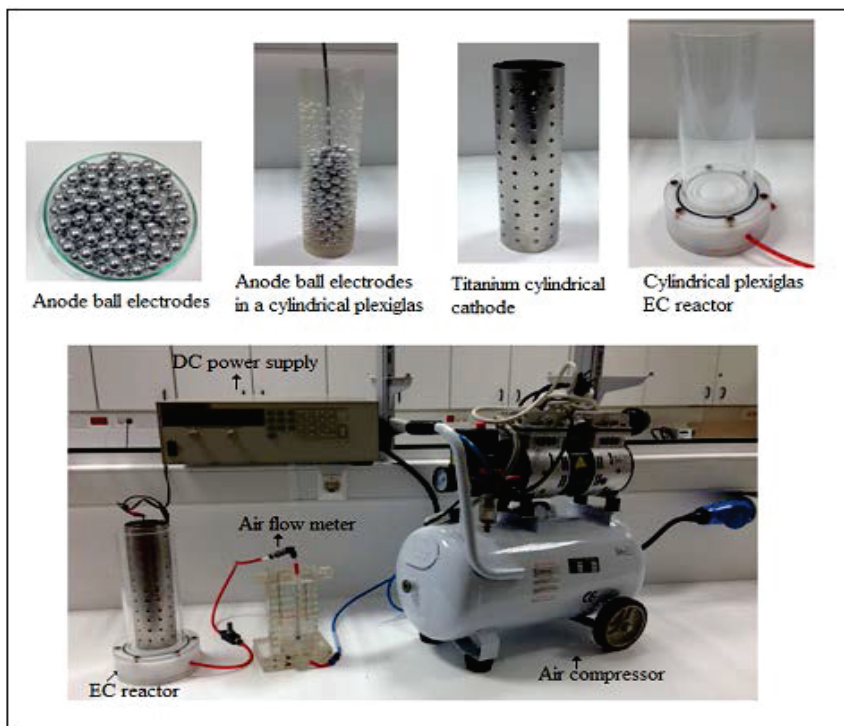 Anode ball electrodes
Anode ball electrodes
in a cylindrical plexiglas
Titanium cylindrical
cathode
Cylindrical plexiglas
EC reactor
DC power supply
Air flow meter
EC reactor
Air compressor
CE